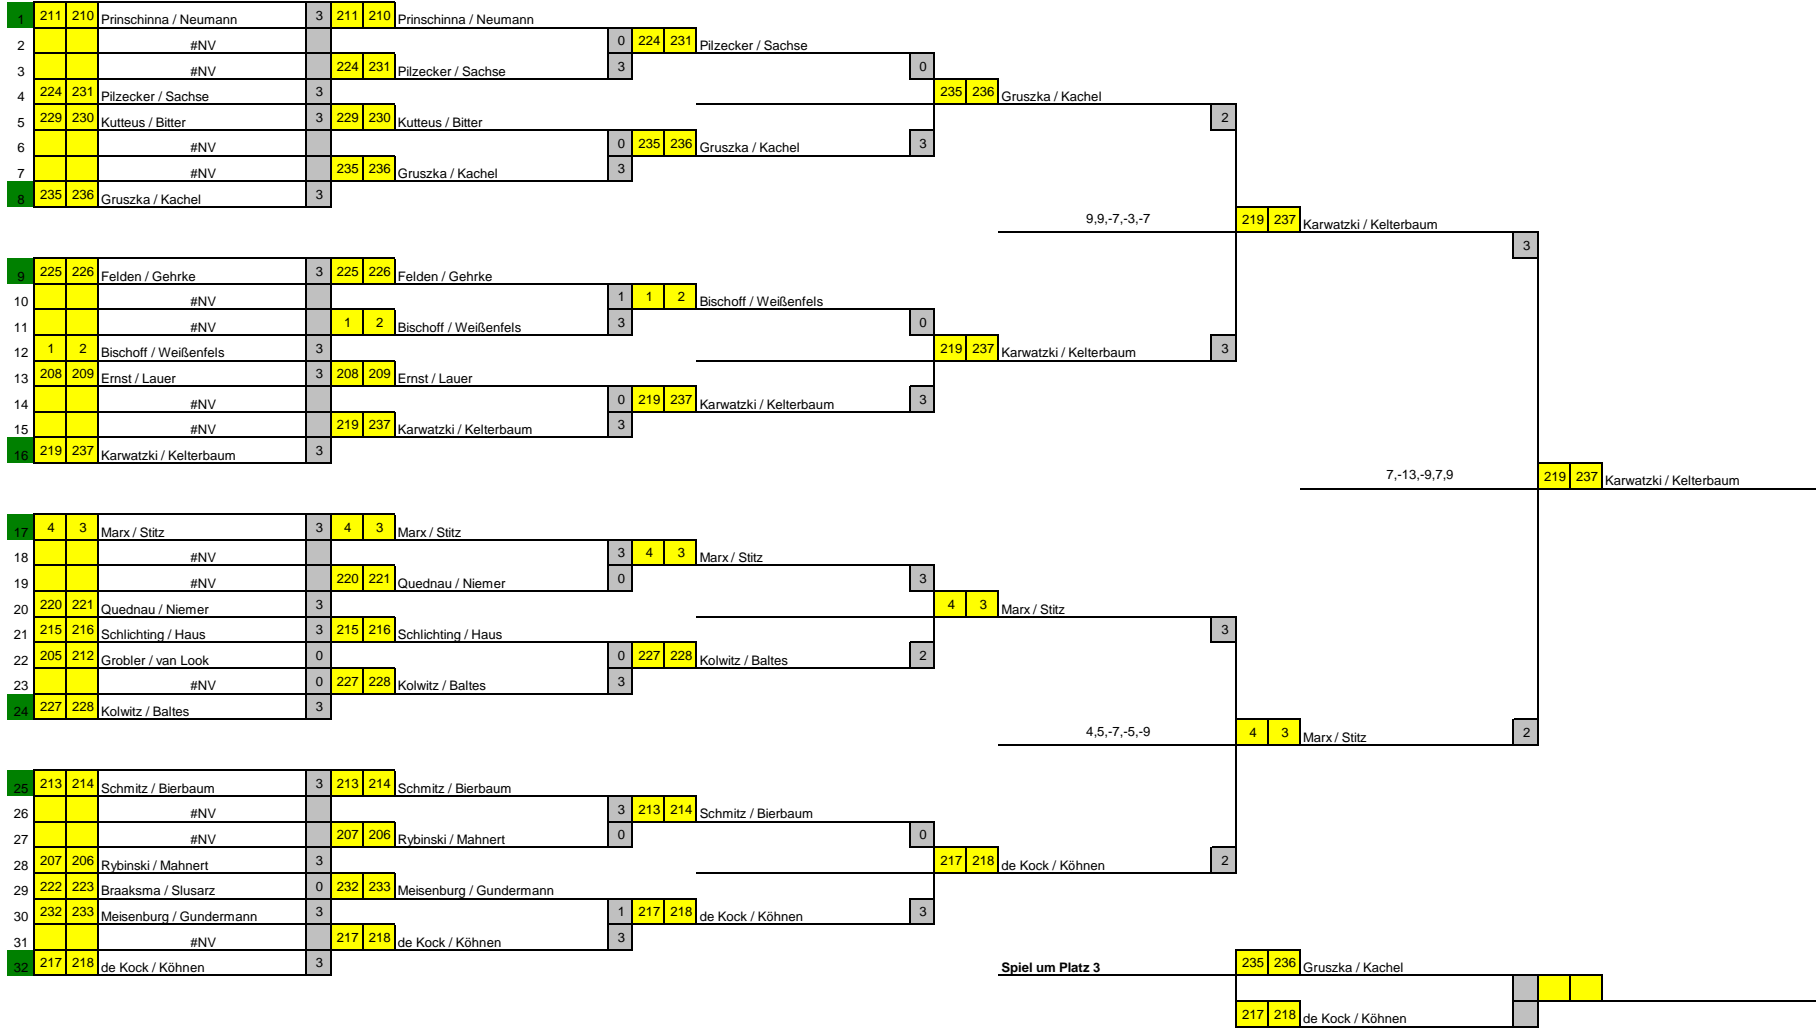 1 211 210 Prinschinna / Neumann 3 211 210 Prinschinna / Neumann
2 #NV 0 224 231 Pilzecker / Sachse
3 #NV 224 231 Pilzecker / Sachse 3 0
4 224 231 Pilzecker / Sachse 3 235 236 Gruszka / Kachel
5 229 230 Kutteus / Bitter 3 229 230 Kutteus / Bitter 2
6 #NV 0 235 236 Gruszka / Kachel 3
7 #NV 235 236 Gruszka / Kachel 3
8 235 236 Gruszka / Kachel 3
9,9,-7,-3,-7 219 237 Karwatzki / Kelterbaum
3
9 225 226 Felden / Gehrke 3 225 226 Felden / Gehrke
10 #NV 1 1 2 Bischoff / Weißenfels
11 #NV 1 2 Bischoff / Weißenfels 3 0
12 1 2 Bischoff / Weißenfels 3 219 237 Karwatzki / Kelterbaum 3
13 208 209 Ernst / Lauer 3 208 209 Ernst / Lauer
14 #NV 0 219 237 Karwatzki / Kelterbaum 3
15 #NV 219 237 Karwatzki / Kelterbaum 3
16 219 237 Karwatzki / Kelterbaum 3
7,-13,-9,7,9 219 237 Karwatzki / Kelterbaum
17 4 3 Marx / Stitz 3 4 3 Marx / Stitz
18 #NV 3 4 3 Marx / Stitz
19 #NV 220 221 Quednau / Niemer 0 3
20 220 221 Quednau / Niemer 3 4 3 Marx / Stitz
21 215 216 Schlichting / Haus 3 215 216 Schlichting / Haus 3
22 205 212 Grobler / van Look 0 0 227 228 Kolwitz / Baltes 2
23 #NV 0 227 228 Kolwitz / Baltes 3
24 227 228 Kolwitz / Baltes 3
4,5,-7,-5,-9 4 3 Marx / Stitz 2
25 213 214 Schmitz / Bierbaum 3 213 214 Schmitz / Bierbaum
26 #NV 3 213 214 Schmitz / Bierbaum
27 #NV 207 206 Rybinski / Mahnert 0 0
28 207 206 Rybinski / Mahnert 3 217 218 de Kock / Köhnen 2
29 222 223 Braaksma / Slusarz 0 232 233 Meisenburg / Gundermann
30 232 233 Meisenburg / Gundermann 3 1 217 218 de Kock / Köhnen 3
31 #NV 217 218 de Kock / Köhnen 3
32 217 218 de Kock / Köhnen 3 Spiel um Platz 3 235 236 Gruszka / Kachel
217 218 de Kock / Köhnen